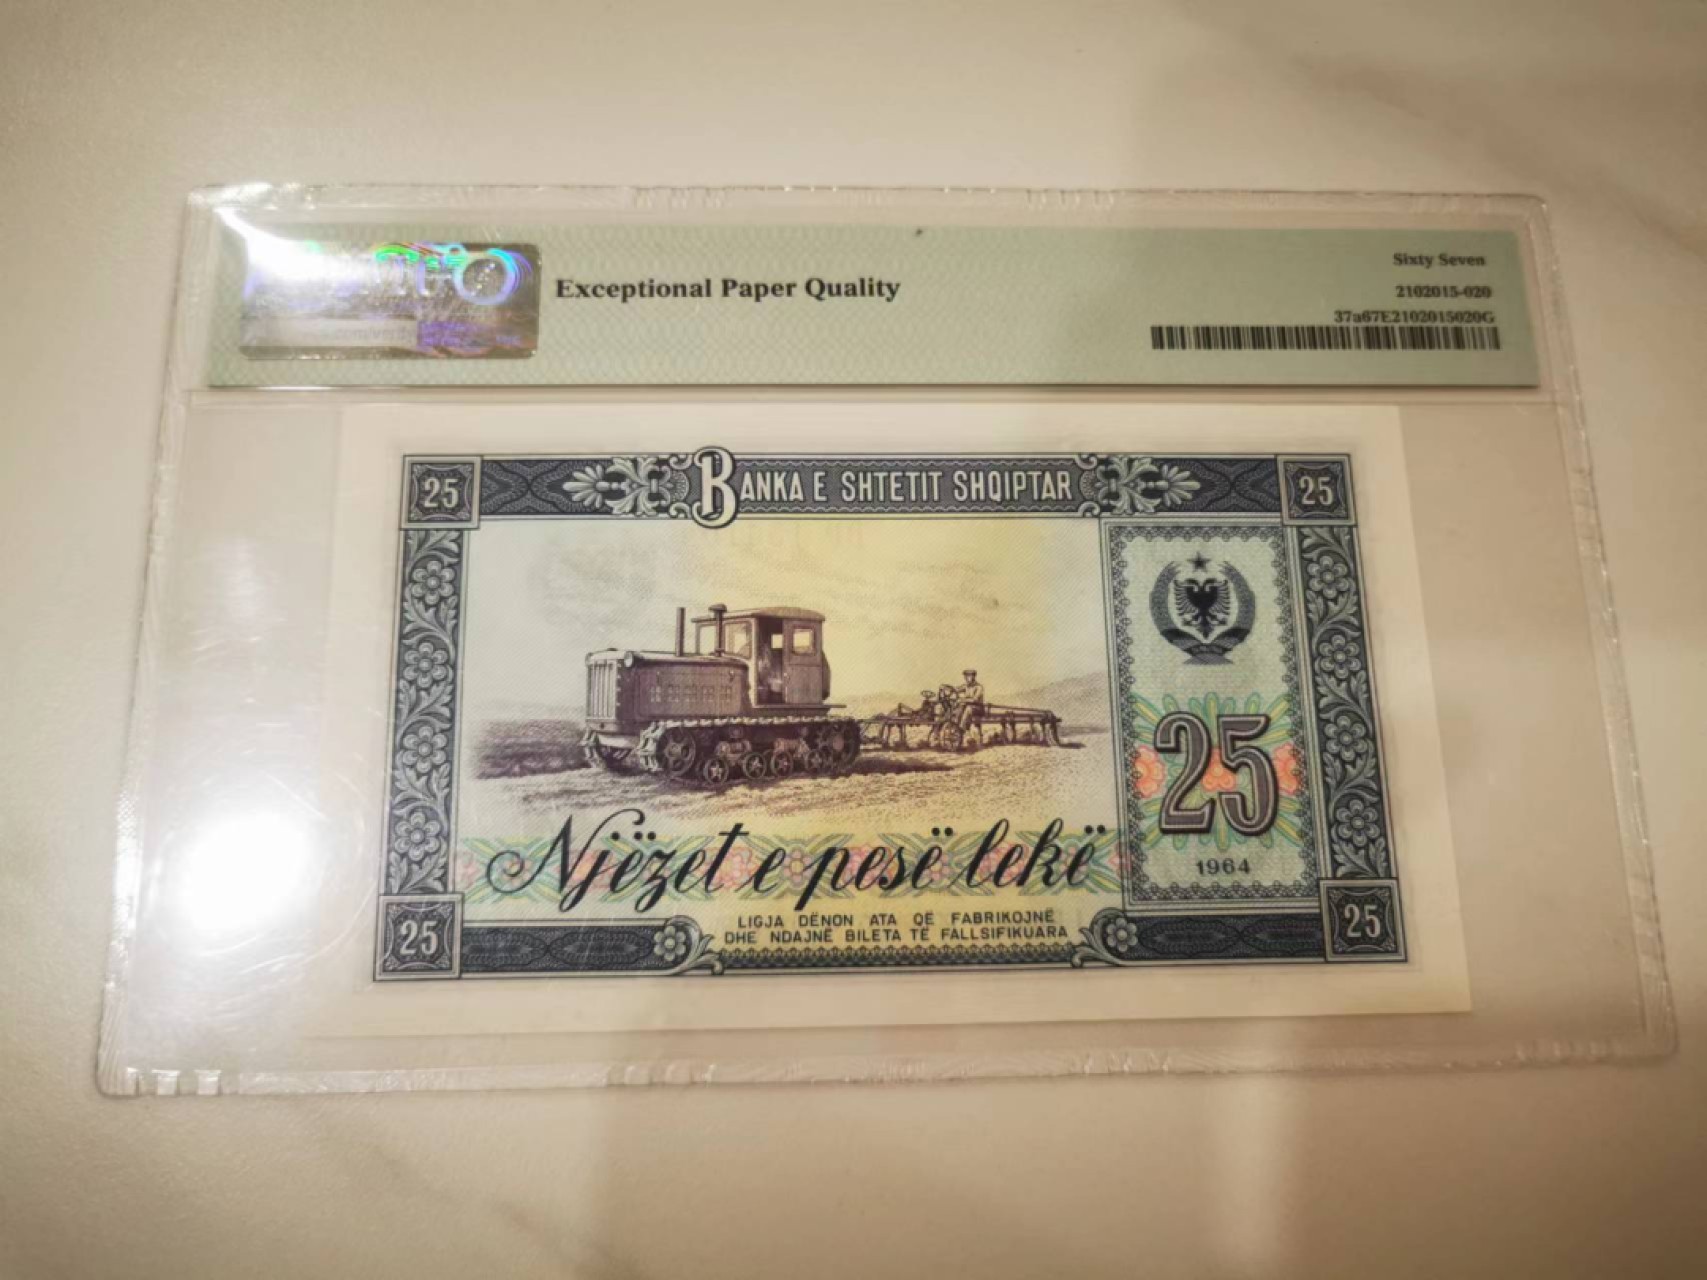 Exceptional Paper Quality
Sixty Seven
2102015-020
37a67E2102015020G
25
BANKA E SHTETIT SHQIPTAR
25
25
1964
Njëzet e pesë lekë
25
LIGJA DËNON ATA QË FABRIKOJNË
DHE NDAJNË BILETA TË FALLSIFIKUARA
25